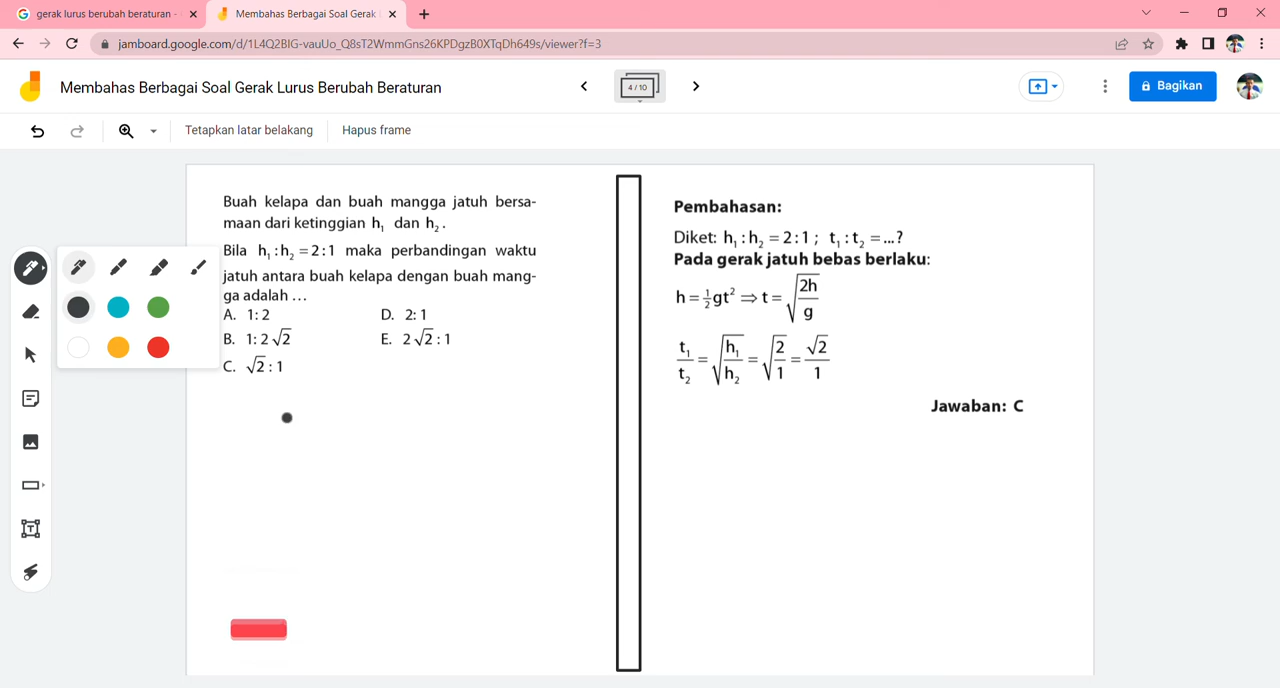 gerak lurus berubah beraturan -
Membahas Berbagai Soal Gerak L
jamboard.google.com/d/1L4Q2BIG-vauUo_Q8sT2WmmGns26KPDgzB0XTqDh649s/viewer?f=3
Membahas Berbagai Soal Gerak Lurus Berubah Beraturan
4 / 10
Bagikan
Tetapkan latar belakang
Hapus frame
Buah kelapa dan buah mangga jatuh bersa-
maan dari ketinggian h₁ dan h₂.
Bila h₁ : h₂ = 2 : 1 maka perbandingan waktu
jatuh antara buah kelapa dengan buah mang-
ga adalah …
A. 1 : 2
D. 2 : 1
B. 1 : 2√2
E. 2√2 : 1
C. √2 : 1
Pembahasan:
Diket: h₁ : h₂ = 2 : 1 ; t₁ : t₂ = ...?
Pada gerak jatuh bebas berlaku:
h = ½gt² ⇒ t = √(2h/g)
t₁/t₂ = √(h₁/h₂) = √(2/1) = √2/1
Jawaban: C